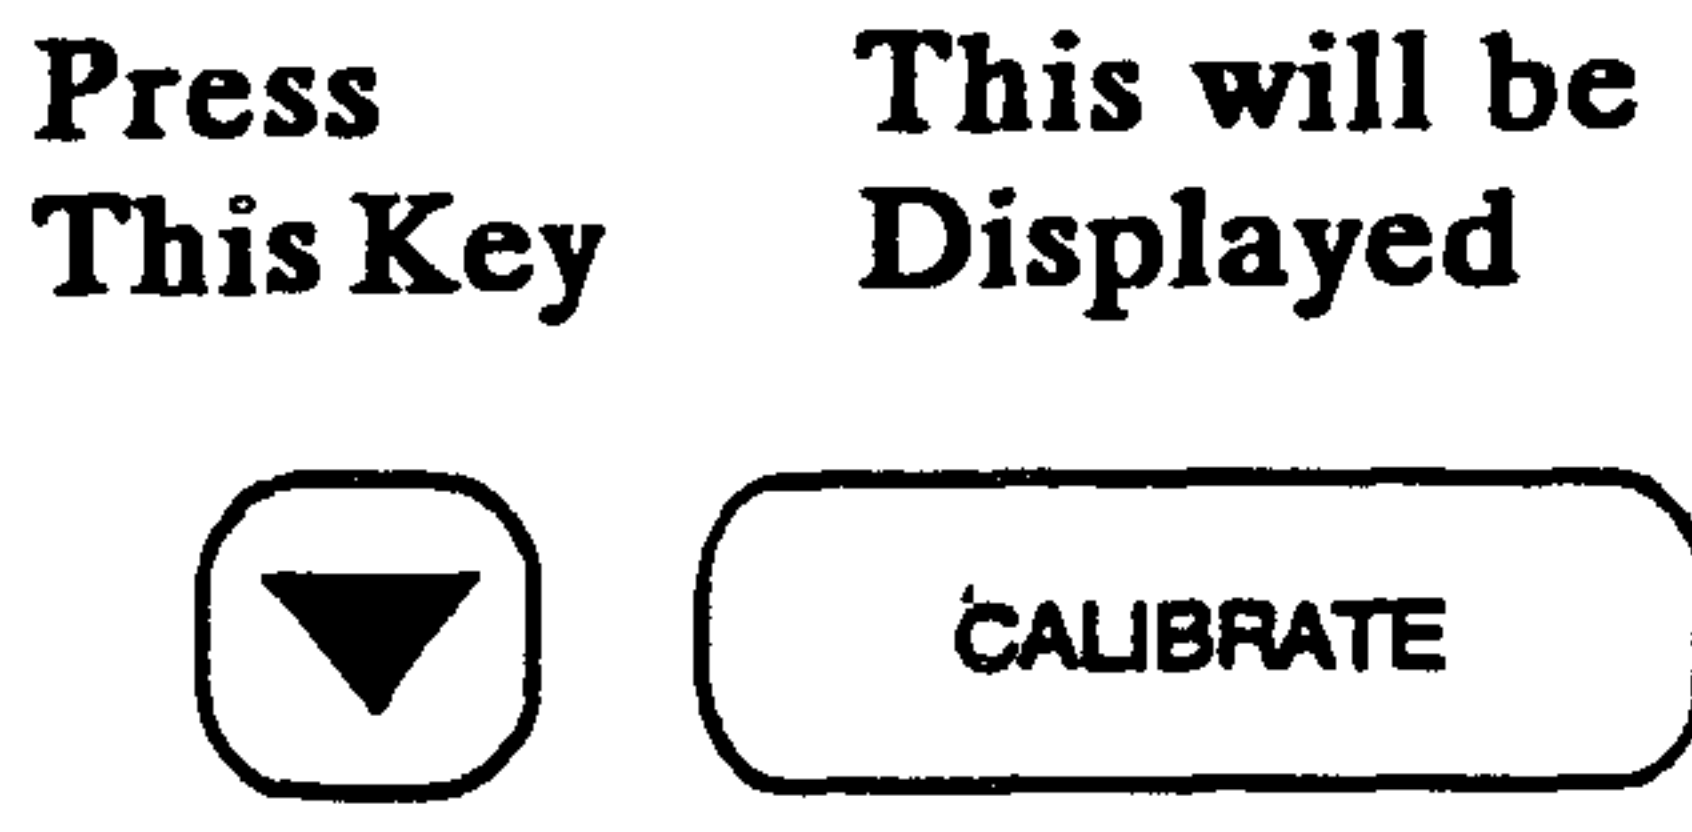 Press
This Key
This will be
Displayed
CALIBRATE